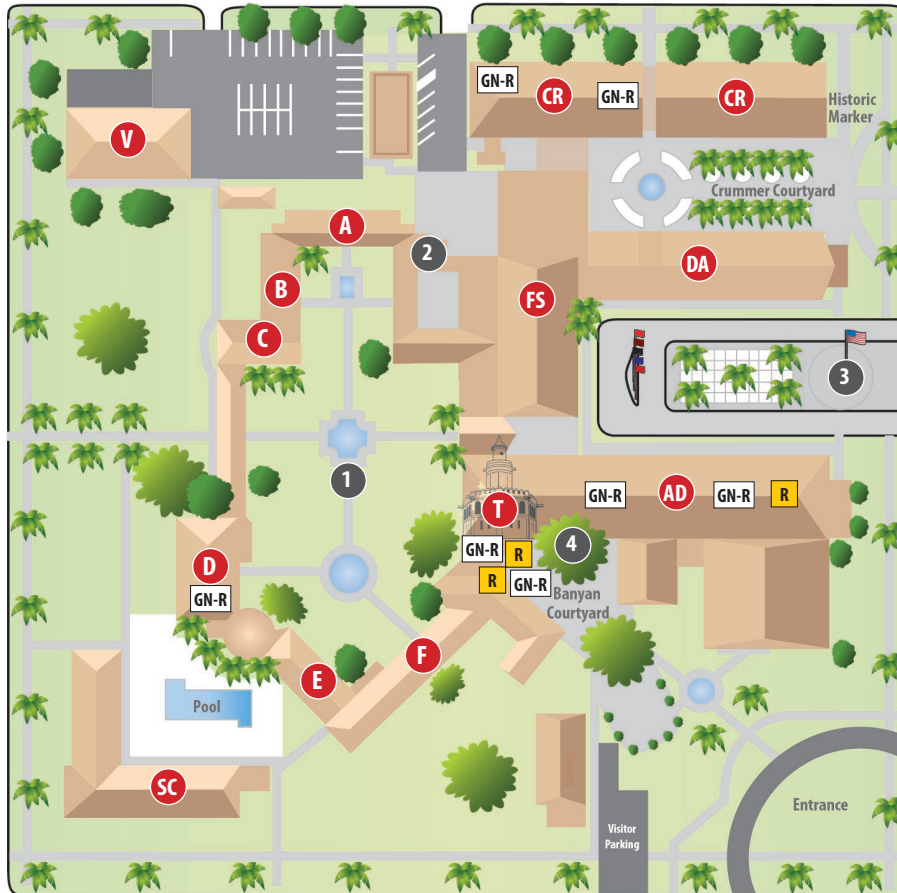 GN-R
CR
GN-R
CR
Historic
Marker
V
Crummer Courtyard
A
2
B
DA
FS
C
3
1
T
GN-R
AD
GN-R
R
4
GN-R
R
R
GN-R
Banyan
Courtyard
D
GN-R
F
E
Pool
SC
Entrance
Visitor
Parking